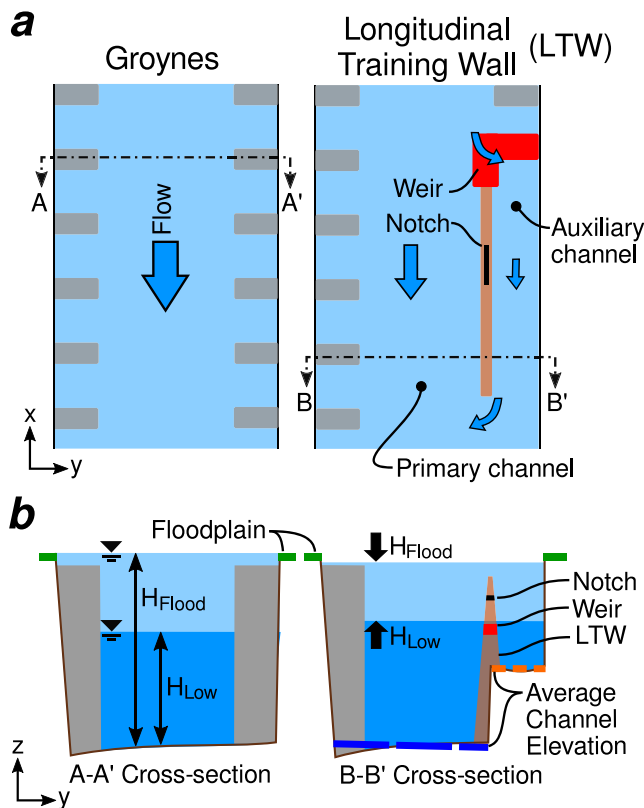 a
Groynes
Longitudinal
Training Wall (LTW)
A
A'
Flow
Weir
Notch
Auxiliary
channel
B
B'
x
y
Primary channel
b
Floodplain
HFlood
HLow
HFlood
HLow
Notch
Weir
LTW
Average
Channel
Elevation
z
y
A-A' Cross-section
B-B' Cross-section